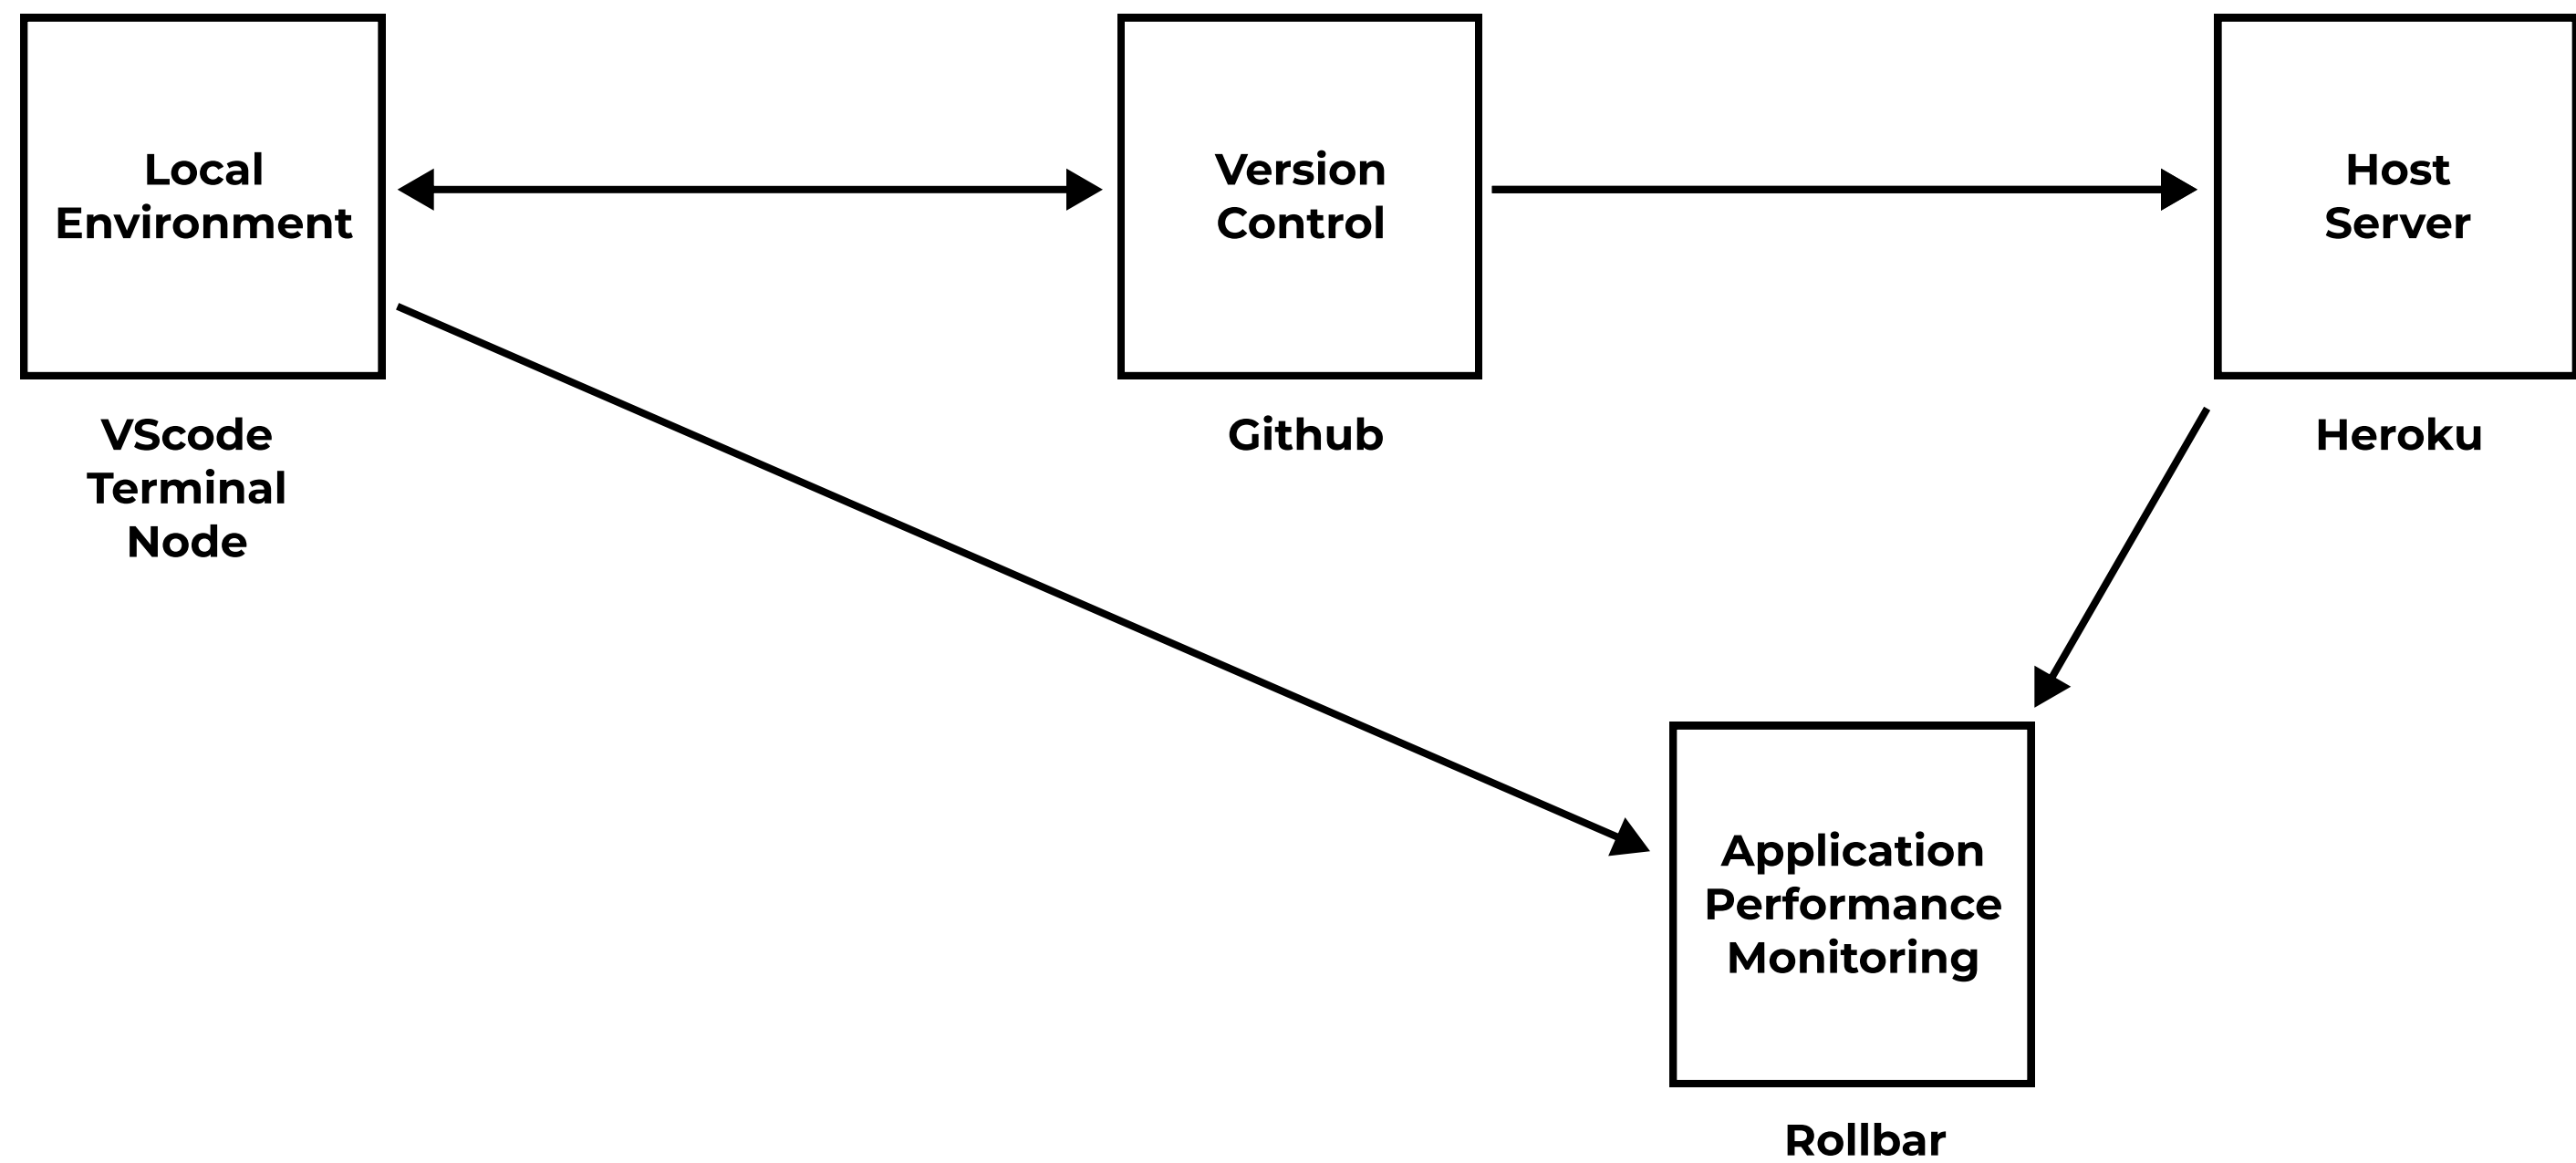 Local
Environment
VScode
Terminal
Node
Version
Control
Github
Host
Server
Heroku
Application
Performance
Monitoring
Rollbar